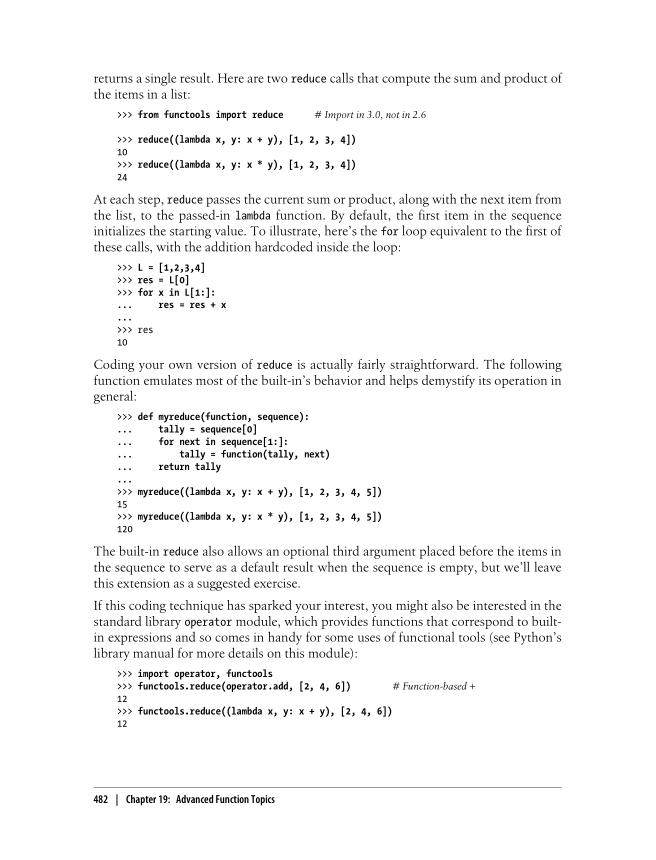 returns a single result. Here are two reduce calls that compute the sum and product of
the items in a list:
>>> from functools import reduce # Import in 3.0, not in 2.6
>>> reduce((lambda x, y: x + y), [1, 2, 3, 4])
10
>>> reduce((lambda x, y: x * y), [1, 2, 3, 4])
24
At each step, reduce passes the current sum or product, along with the next item from
the list, to the passed-in lambda function. By default, the first item in the sequence
initializes the starting value. To illustrate, here's the for loop equivalent to the first of
these calls, with the addition hardcoded inside the loop:
>>> L = [1,2,3,4]
>>> res = L[0]
>>> for x in L[1:]:
...     res = res + x
...
>>> res
10
Coding your own version of reduce is actually fairly straightforward. The following
function emulates most of the built-in's behavior and helps demystify its operation in
general:
>>> def myreduce(function, sequence):
...     tally = sequence[0]
...     for next in sequence[1:]:
...         tally = function(tally, next)
...     return tally
...
>>> myreduce((lambda x, y: x + y), [1, 2, 3, 4, 5])
15
>>> myreduce((lambda x, y: x * y), [1, 2, 3, 4, 5])
120
The built-in reduce also allows an optional third argument placed before the items in
the sequence to serve as a default result when the sequence is empty, but we'll leave
this extension as a suggested exercise.
If this coding technique has sparked your interest, you might also be interested in the
standard library operator module, which provides functions that correspond to built-
in expressions and so comes in handy for some uses of functional tools (see Python's
library manual for more details on this module):
>>> import operator, functools
>>> functools.reduce(operator.add, [2, 4, 6]) # Function-based +
12
>>> functools.reduce((lambda x, y: x + y), [2, 4, 6])
12
482 | Chapter 19: Advanced Function Topics